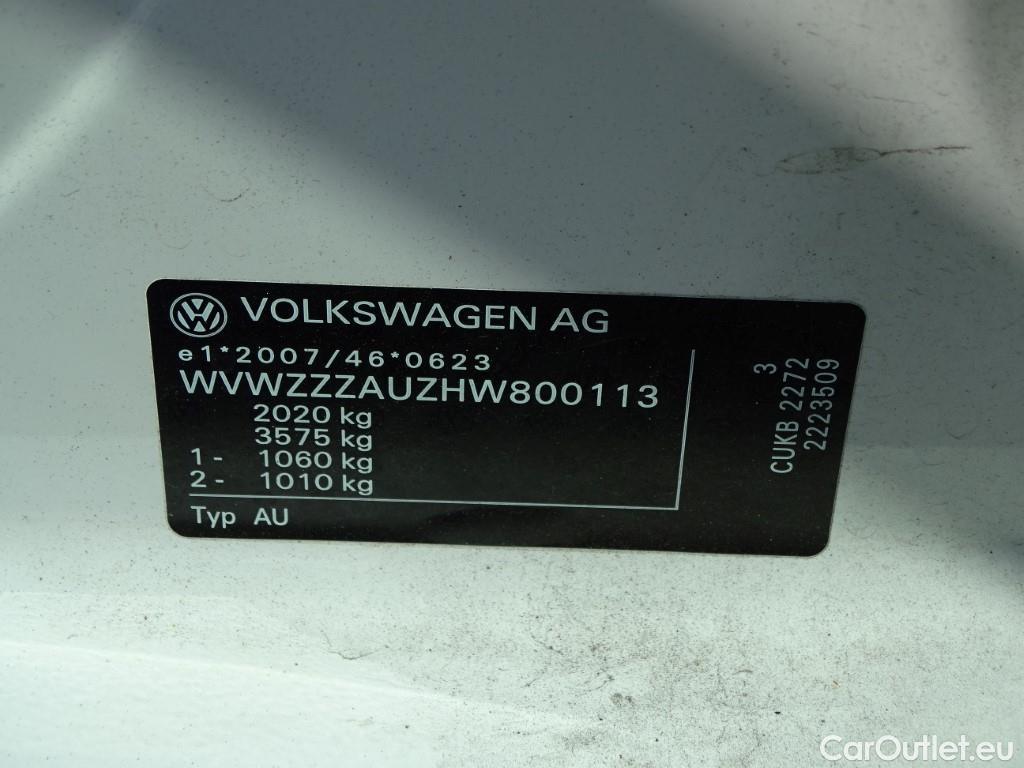 VOLKSWAGEN AG
e1*2007/46*0623
WVWZZZAUZHW800113
2020 kg
3575 kg
1- 1060 kg
2- 1010 kg
Typ AU
3
CUKB 2272
2223509
CarOutlet.eu